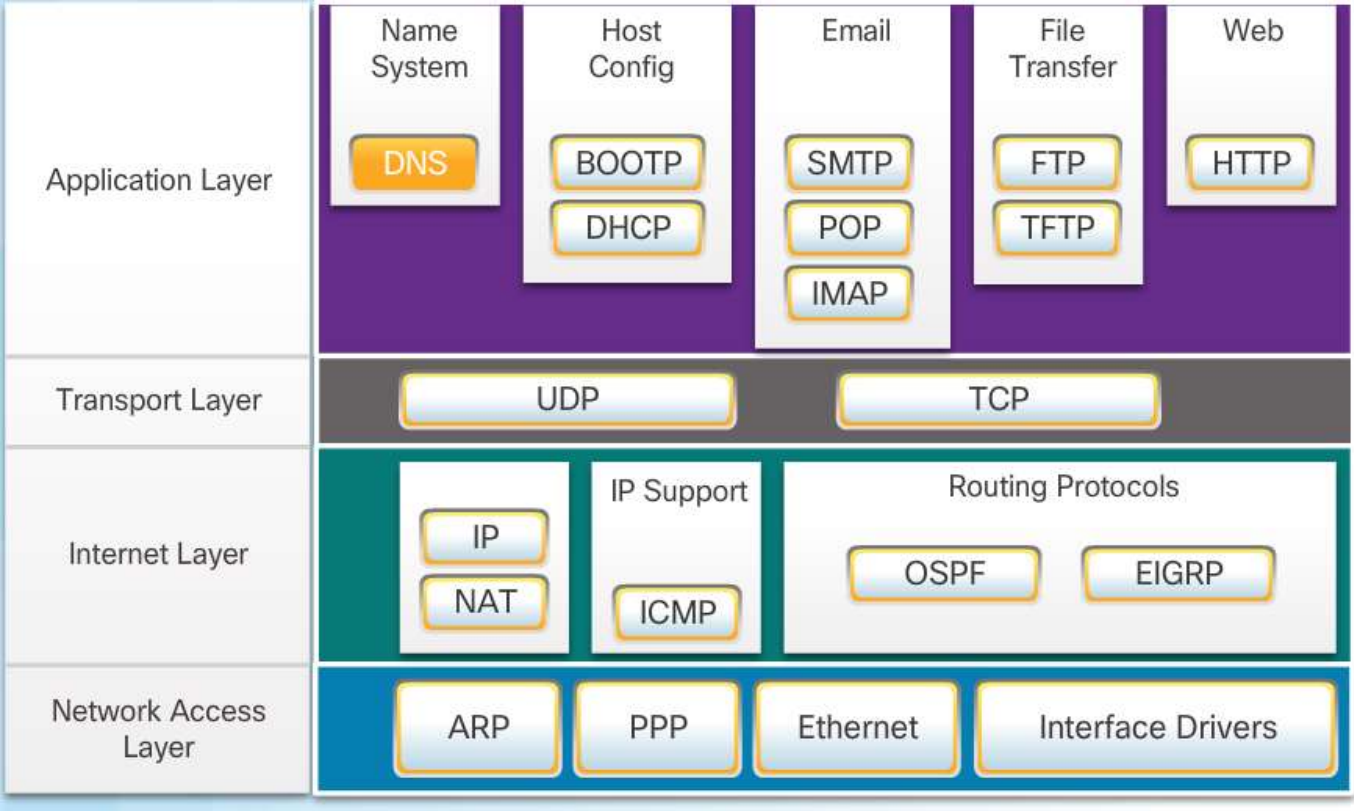 Application Layer
Name
System
DNS
Host
Config
BOOTP
DHCP
Email
SMTP
POP
IMAP
File
Transfer
FTP
TFTP
Web
HTTP
Transport Layer
UDP
TCP
Internet Layer
IP
NAT
IP Support
ICMP
Routing Protocols
OSPF
EIGRP
Network Access
Layer
ARP
PPP
Ethernet
Interface Drivers